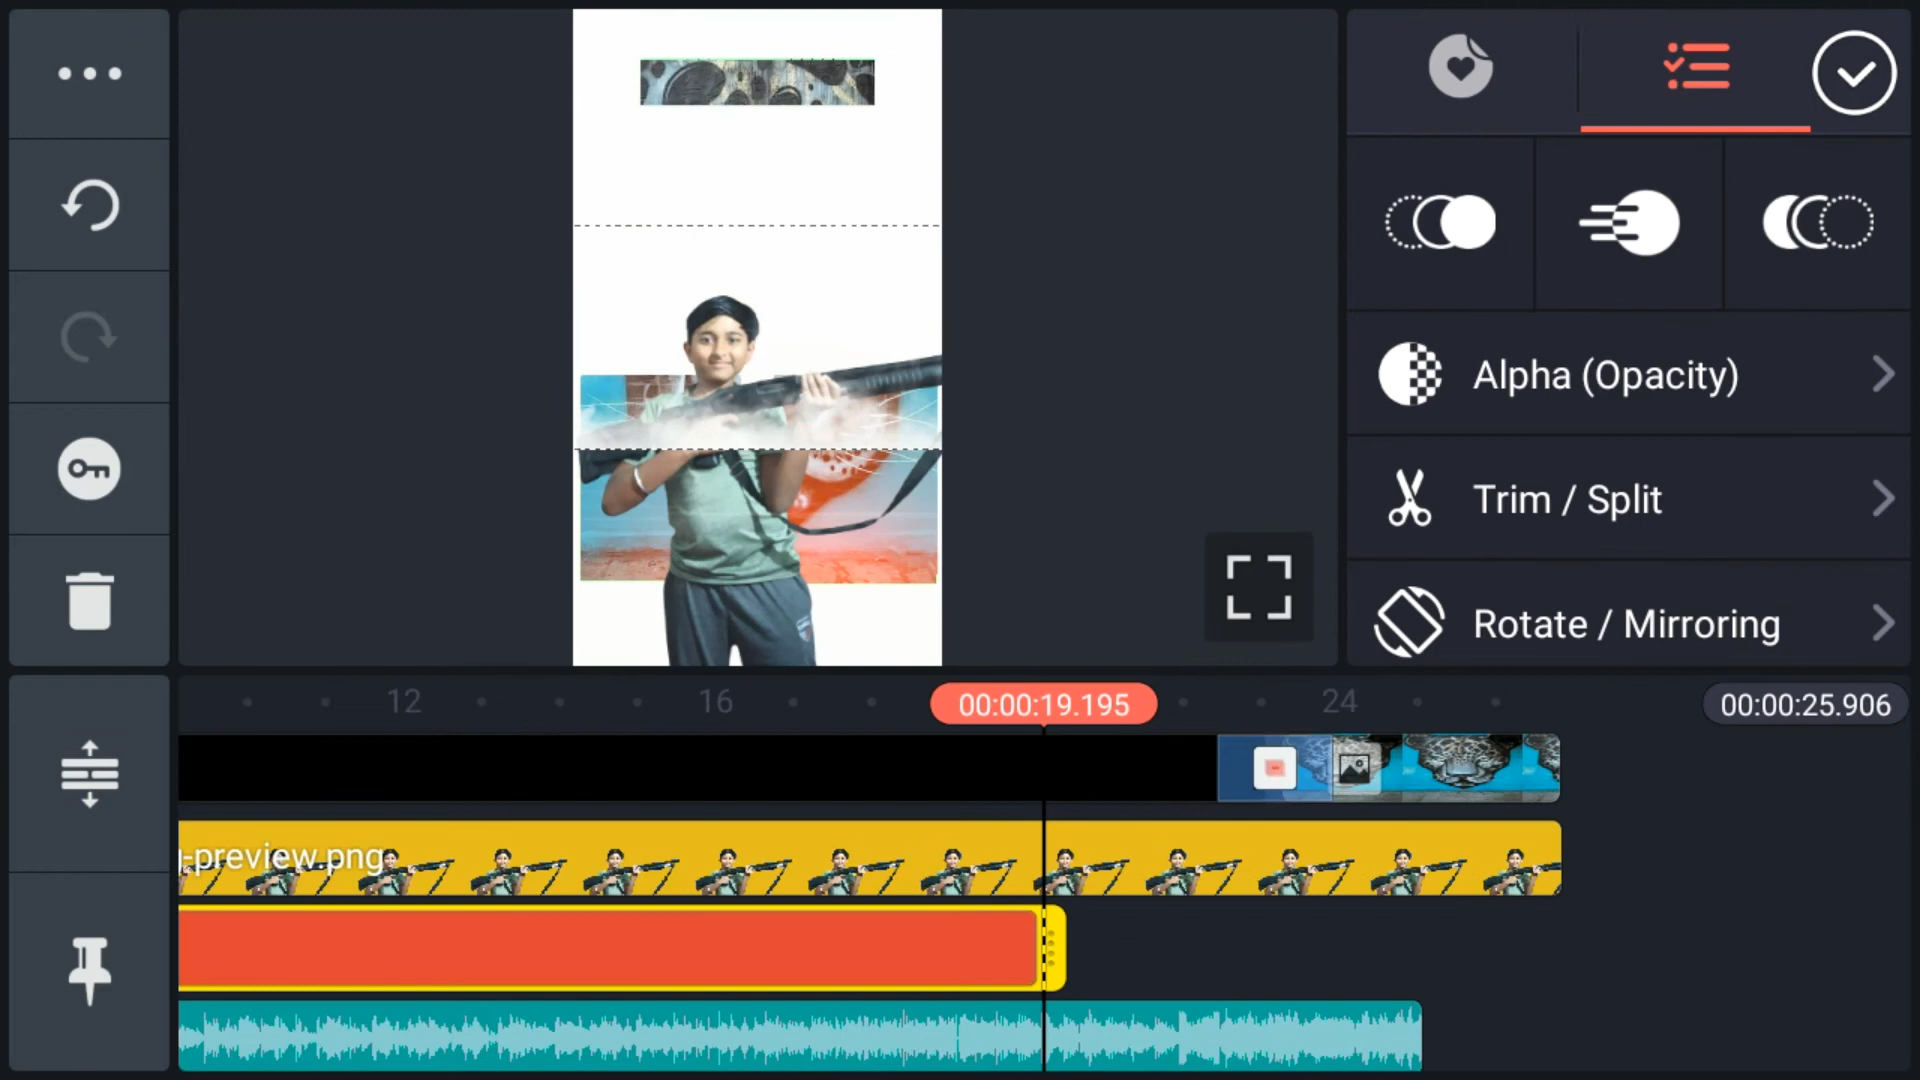 Alpha (Opacity)
Trim / Split
Rotate / Mirroring
12
16
00:00:19.195
24
00:00:25.906
-preview.png